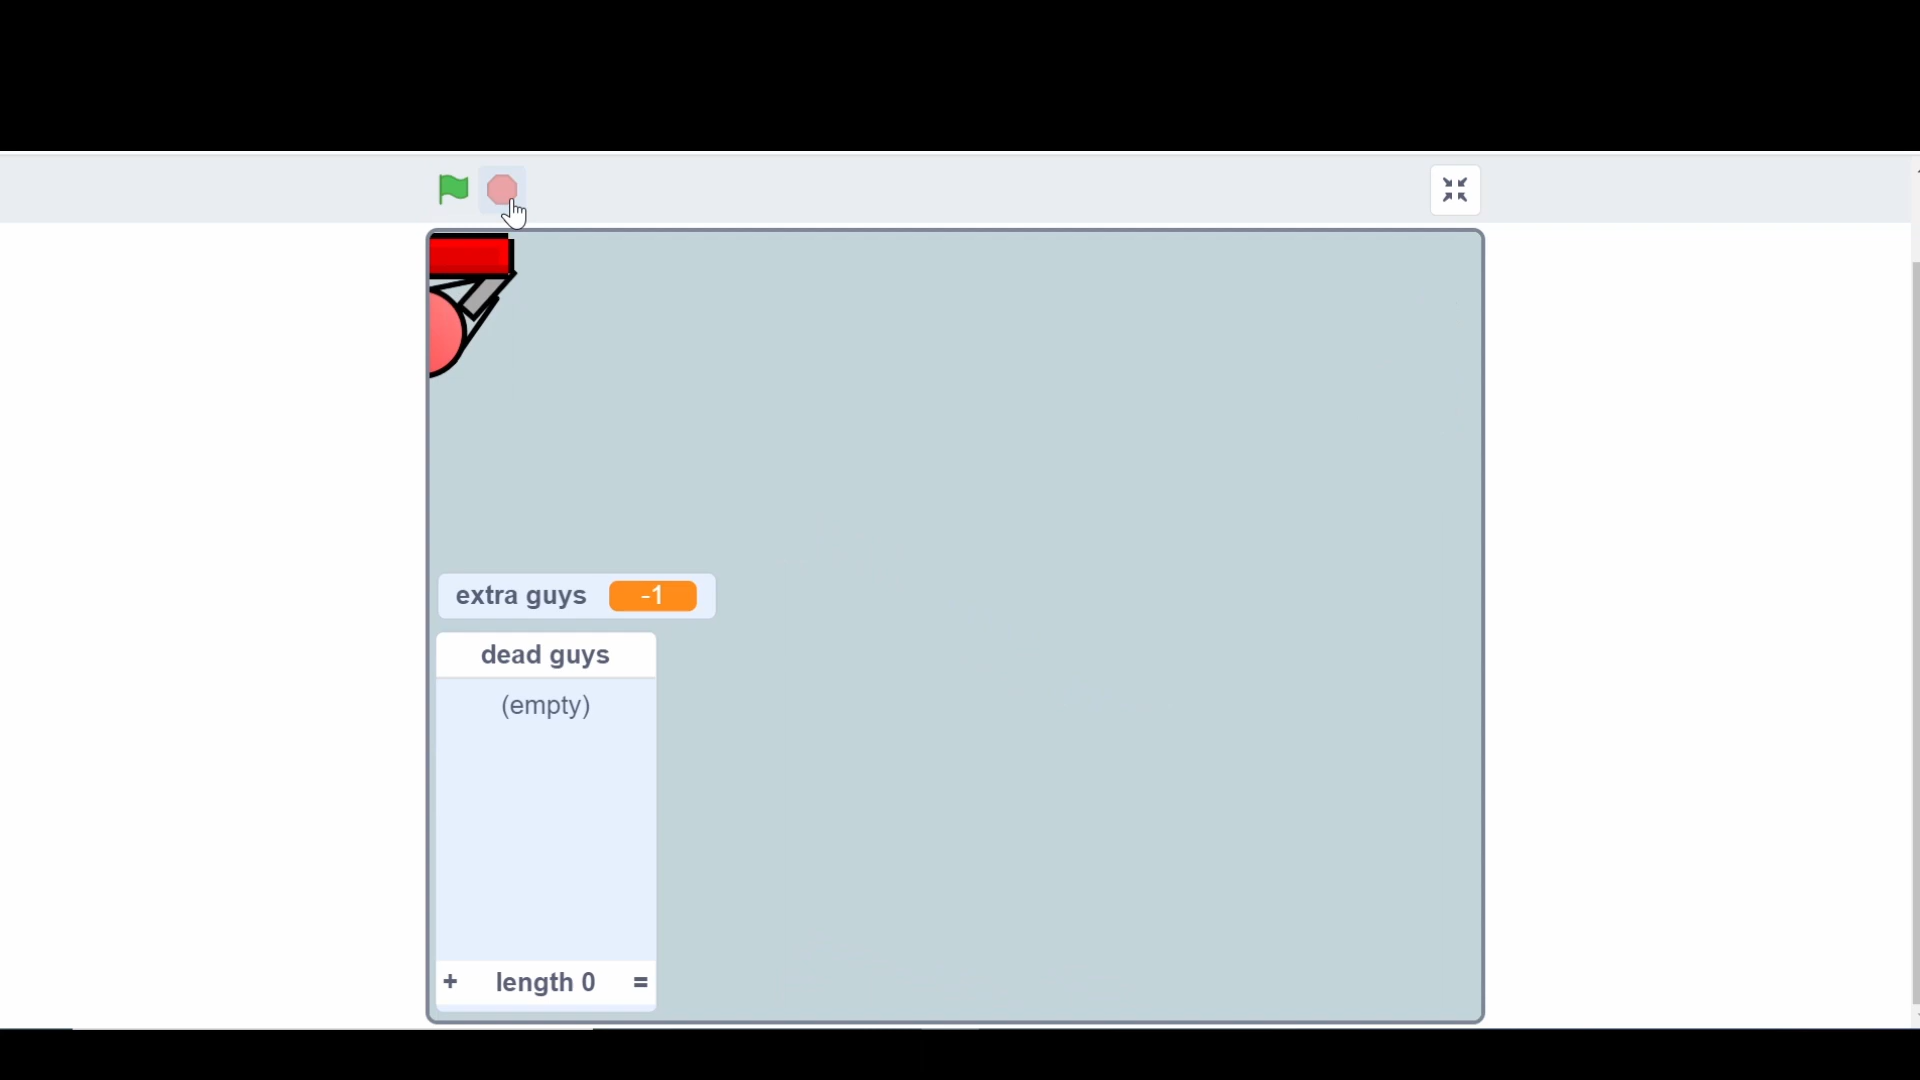 extra guys -1
dead guys
(empty)
+ length 0 =